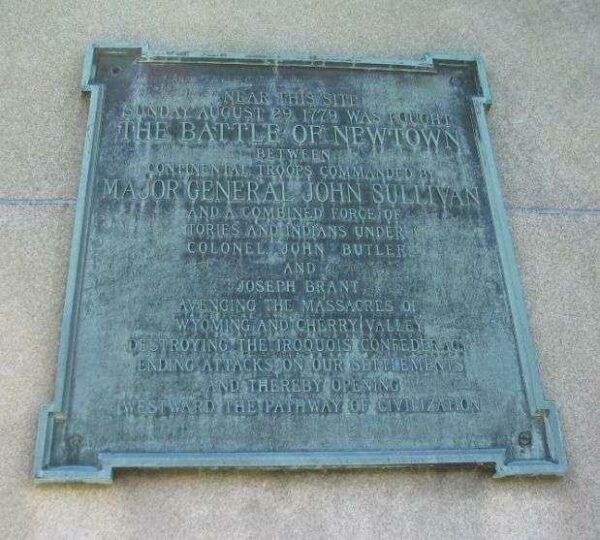 NEAR THIS SITE
SUNDAY AUGUST 29, 1779 WAS FOUGHT
THE BATTLE OF NEWTOWN
BETWEEN
CONTINENTAL TROOPS COMMANDED BY
MAJOR GENERAL JOHN SULLIVAN
AND A COMBINED FORCE OF
TORIES AND INDIANS UNDER
COLONEL JOHN BUTLER
AND
JOSEPH BRANT
AVENGING THE MASSACRES OF
WYOMING AND CHERRY VALLEY
DESTROYING THE IROQUOIS CONFEDERACY
ENDING ATTACKS ON OUR SETTLEMENTS
AND THEREBY OPENING
WESTWARD THE PATHWAY OF CIVILIZATION